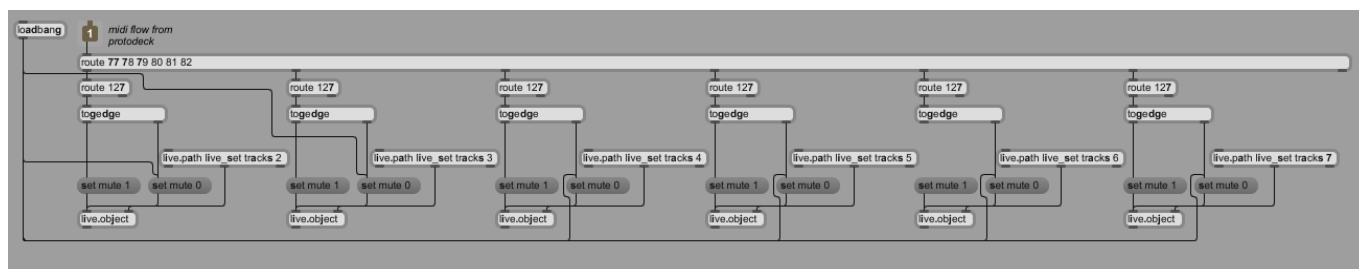 loadbang
1
midi flow from
protodeck
route 77 78 79 80 81 82
route 127 route 127 route 127 route 127 route 127 route 127
togedge togedge togedge togedge togedge togedge
live.path live_set tracks 2 live.path live_set tracks 3 live.path live_set tracks 4 live.path live_set tracks 5 live.path live_set tracks 6 live.path live_set tracks 7
set mute 1 set mute 0 set mute 1 set mute 0 set mute 1 set mute 0 set mute 1 set mute 0 set mute 1 set mute 0 set mute 1 set mute 0
live.object live.object live.object live.object live.object live.object